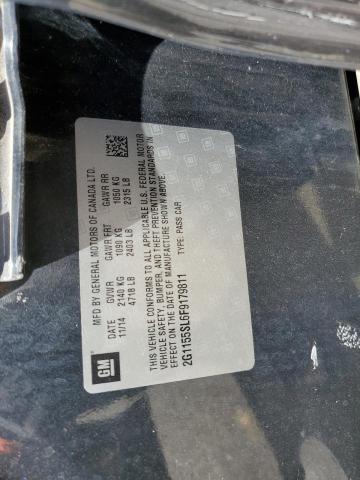 MFD BY GENERAL MOTORS OF CANADA LTD.
DATE GVWR GAWR FRT GAWR RR
11/14 2140 KG 1090 KG 1050 KG
4718 LB 2403 LB 2315 LB
THIS VEHICLE CONFORMS TO ALL APPLICABLE U.S. FEDERAL MOTOR
VEHICLE SAFETY, BUMPER, AND THEFT PREVENTION STANDARDS IN
EFFECT ON THE DATE OF MANUFACTURE SHOWN ABOVE.
2G1155SL6F9179811 TYPE: PASS CAR
GM